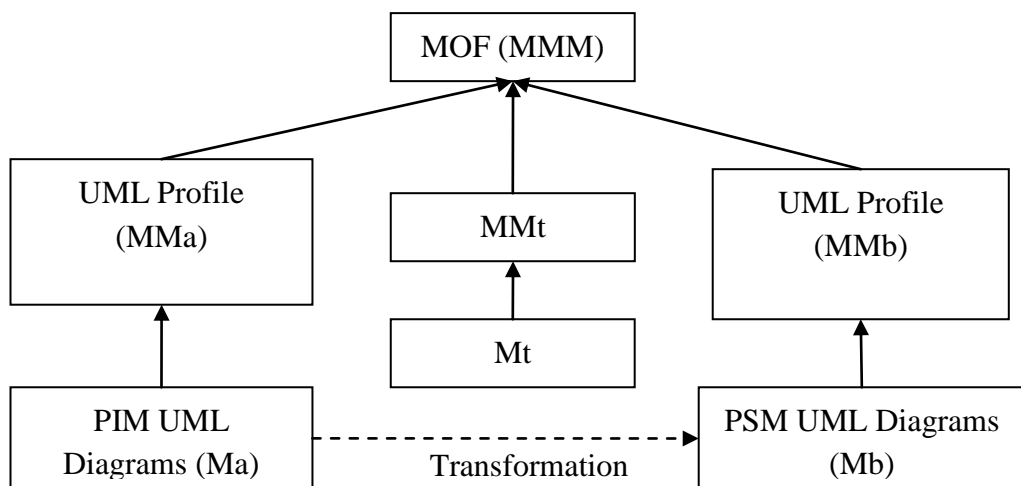 MOF (MMM)
UML Profile
(MMa)
MMt
UML Profile
(MMb)
Mt
PIM UML
Diagrams (Ma)
Transformation
PSM UML Diagrams
(Mb)